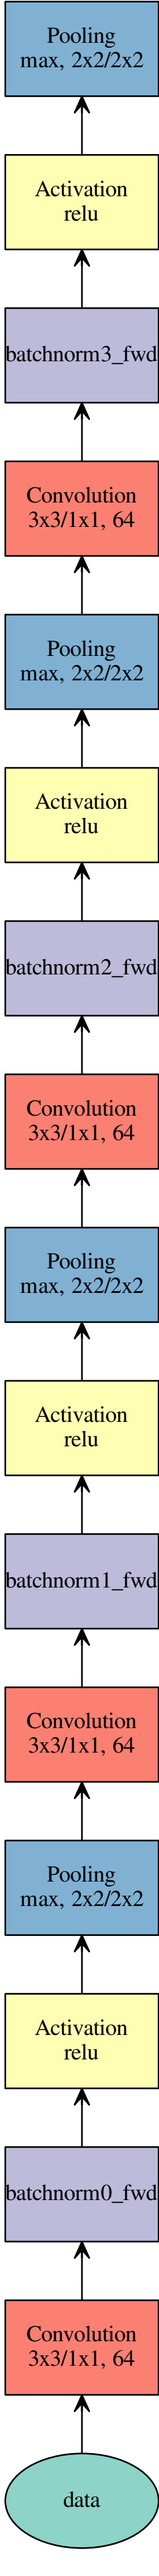 Pooling
max, 2x2/2x2
Activation
relu
batchnorm3_fwd
Convolution
3x3/1x1, 64
Pooling
max, 2x2/2x2
Activation
relu
batchnorm2_fwd
Convolution
3x3/1x1, 64
Pooling
max, 2x2/2x2
Activation
relu
batchnorm1_fwd
Convolution
3x3/1x1, 64
Pooling
max, 2x2/2x2
Activation
relu
batchnorm0_fwd
Convolution
3x3/1x1, 64
data